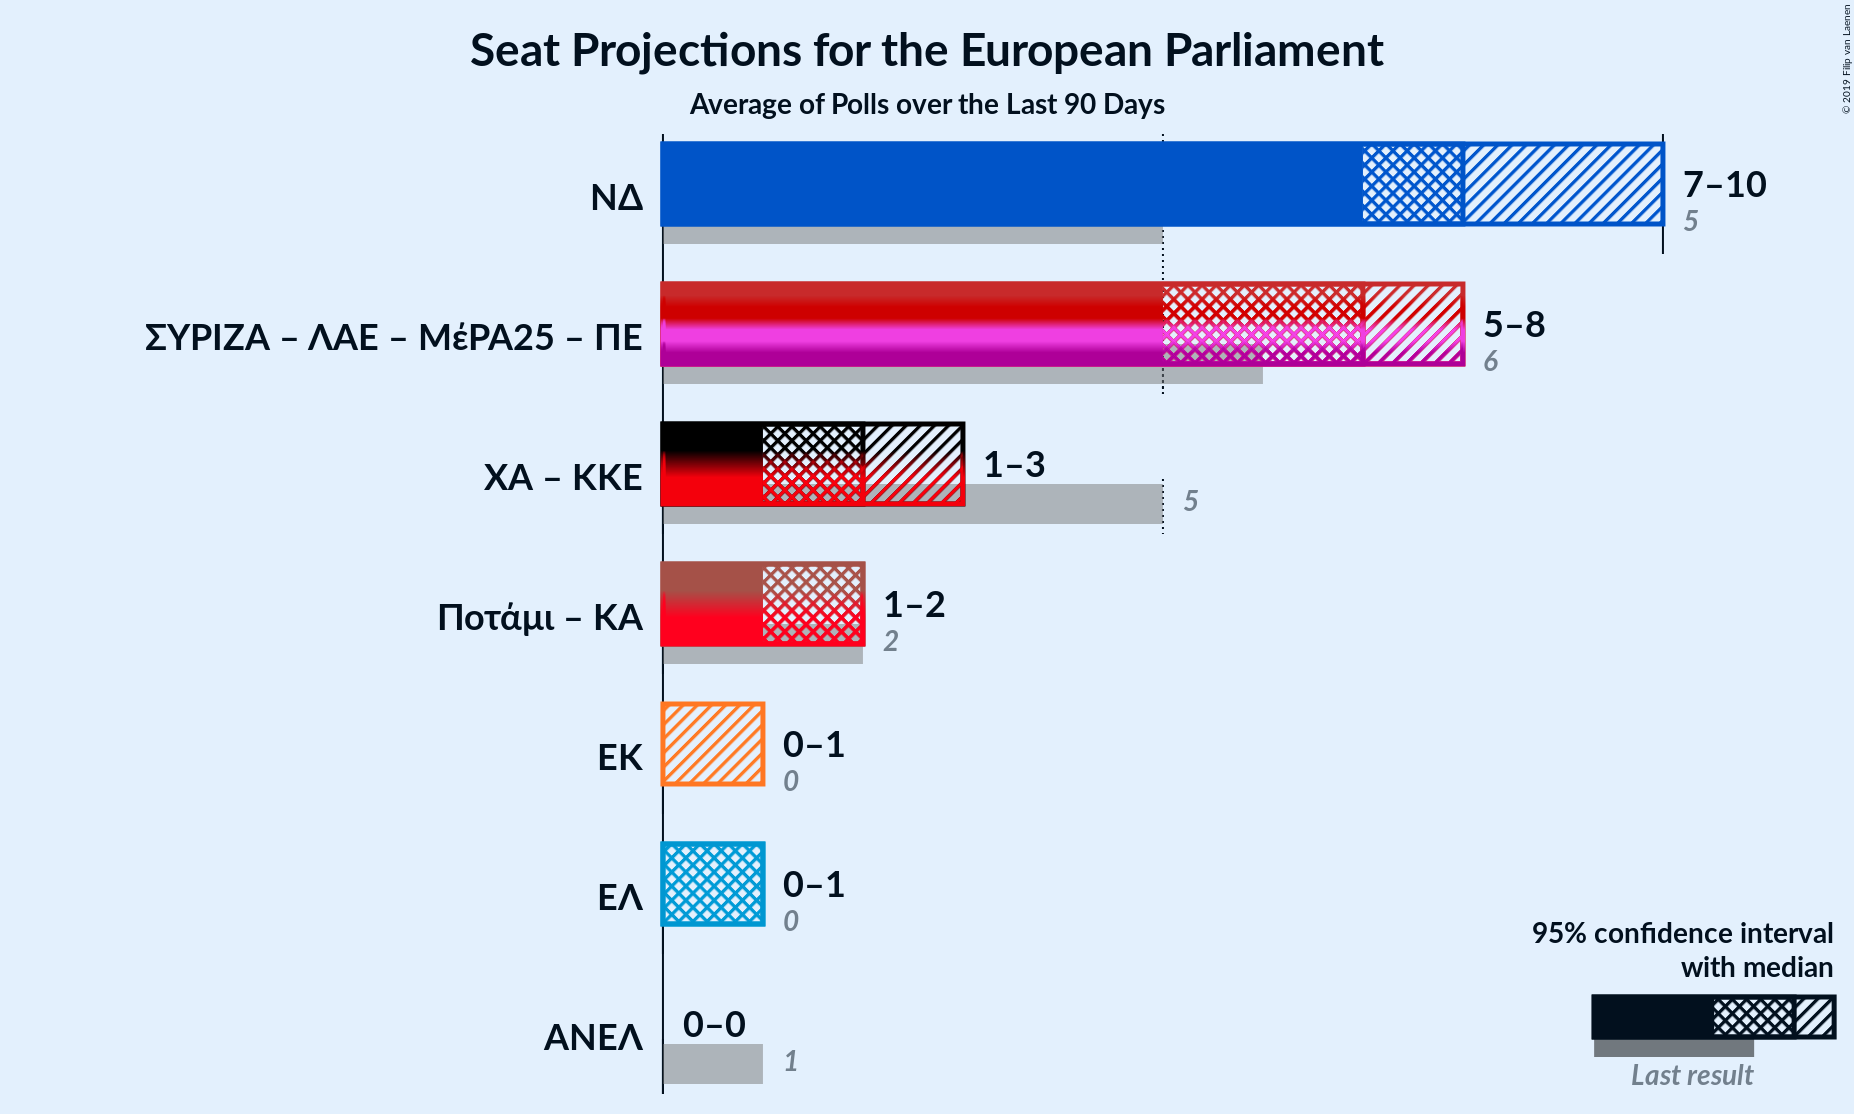 Seat Projections for the European Parliament
Average of Polls over the Last 90 Days
© 2019 Filip van Laenen
ΝΔ
7–10
5
ΣΥΡΙΖΑ – ΛΑΕ – ΜέΡΑ25 – ΠΕ
5–8
6
ΧΑ – ΚΚΕ
1–3
5
Ποτάμι – ΚΑ
1–2
2
ΕΚ
0–1
0
ΕΛ
0–1
0
ΑΝΕΛ
0–0
1
95% confidence interval
with median
Last result